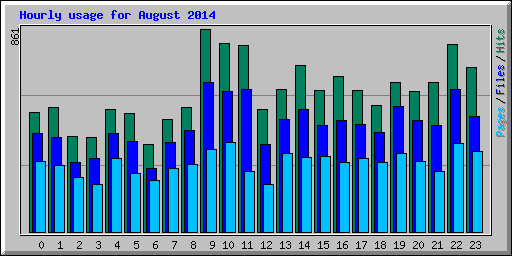 Hourly usage for August 2014
861
Pages/Files/Hits
0 1 2 3 4 5 6 7 8 9 10 11 12 13 14 15 16 17 18 19 20 21 22 23